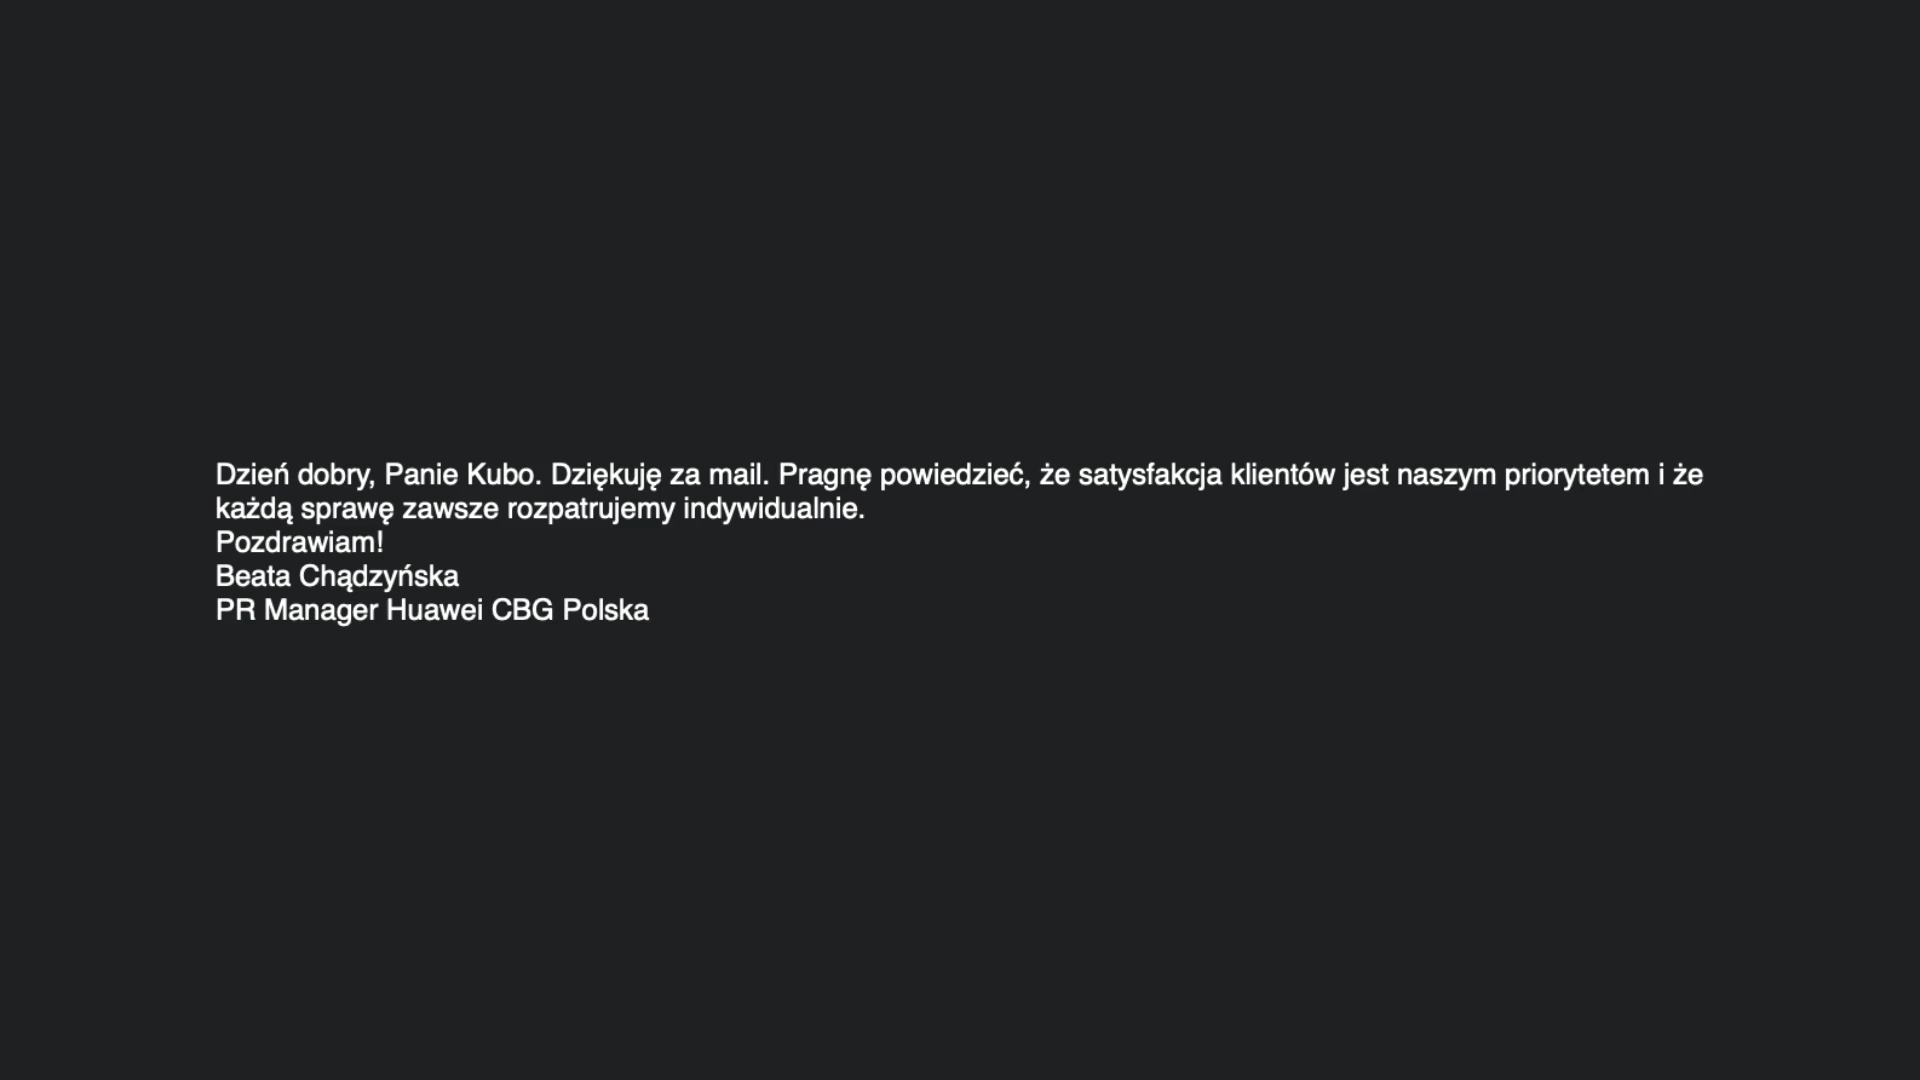 Dzień dobry, Panie Kubo. Dziękuję za mail. Pragnę powiedzieć, że satysfakcja klientów jest naszym priorytetem i że
każdą sprawę zawsze rozpatrujemy indywidualnie.
Pozdrawiam!
Beata Chądzyńska
PR Manager Huawei CBG Polska